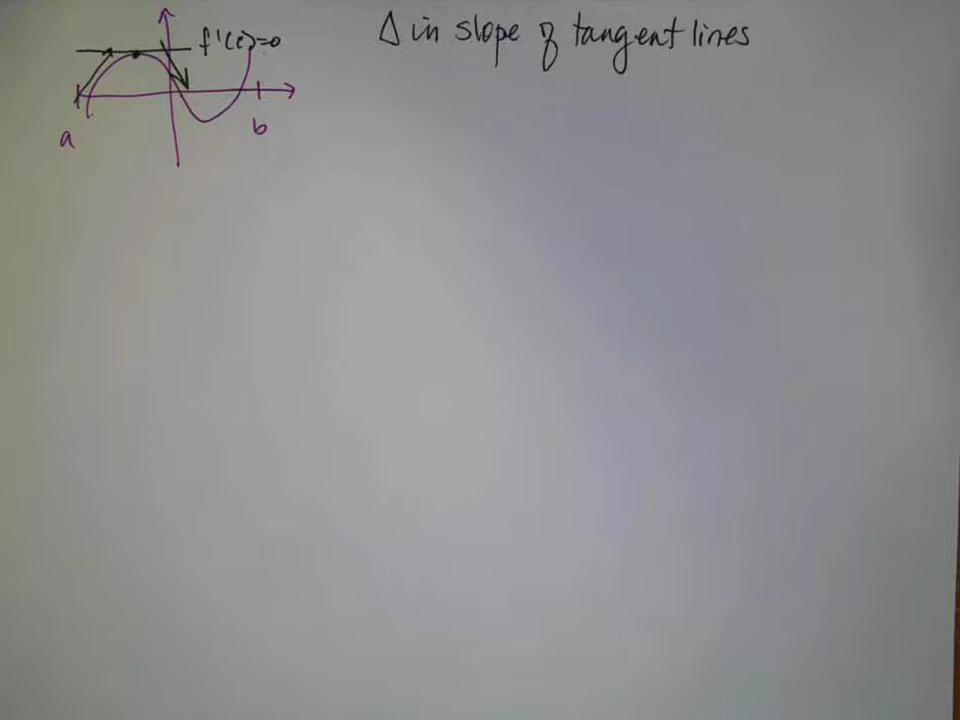 f'(c)=0
Δ in slope of tangent lines
a
b